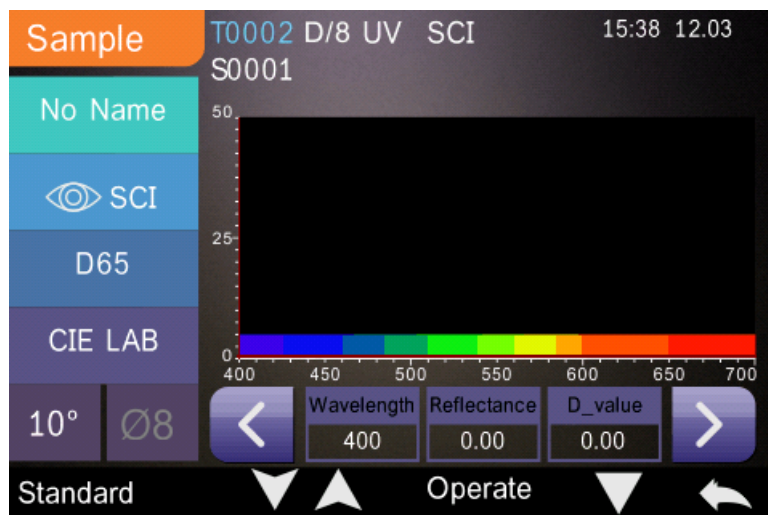 Sample
T0002 D/8 UV SCI 15:38 12.03
S0001
No Name
SCI
D65
CIE LAB
10° Ø8
50
25
0
400 450 500 550 600 650 700
Wavelength Reflectance D_value
400 0.00 0.00
Standard Operate